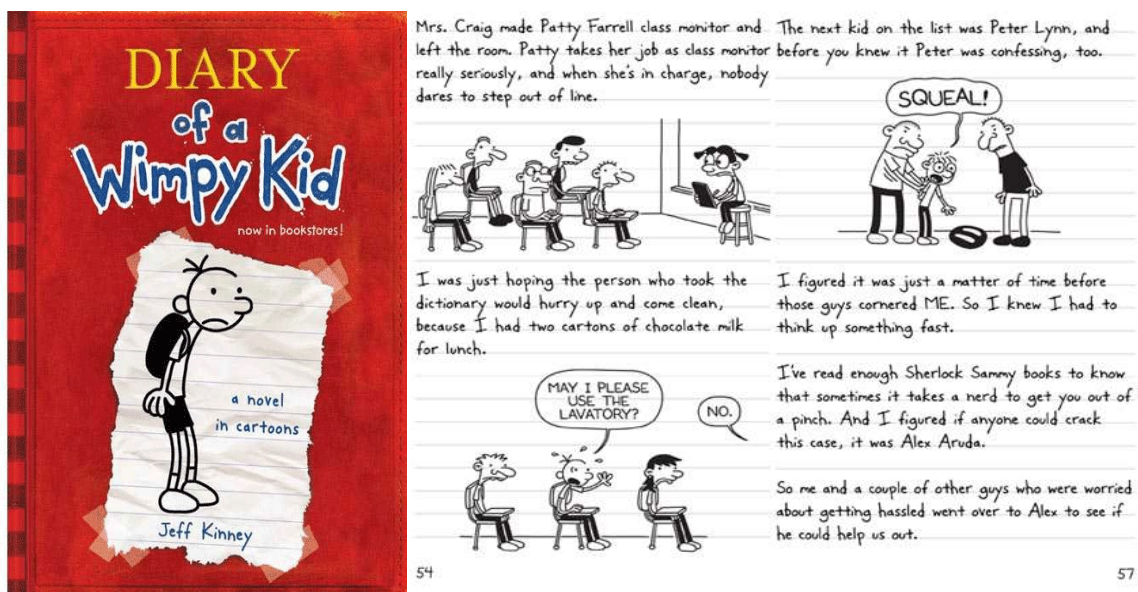 DIARY
of a
Wimpy Kid
now in bookstores!
a novel
in cartoons
Jeff Kinney
Mrs. Craig made Patty Farrell class monitor and
left the room. Patty takes her job as class monitor
really seriously, and when she's in charge, nobody
dares to step out of line.
I was just hoping the person who took the
dictionary would hurry up and come clean,
because I had two cartons of chocolate milk
for lunch.
MAY I PLEASE
USE THE
LAVATORY?
NO.
54
The next kid on the list was Peter Lynn, and
before you knew it Peter was confessing, too.
SQUEAL!
I figured it was just a matter of time before
those guys cornered ME. So I knew I had to
think up something fast.
I've read enough Sherlock Sammy books to know
that sometimes it takes a nerd to get you out of
a pinch. And I figured if anyone could crack
this case, it was Alex Aruda.
So me and a couple of other guys who were worried
about getting hassled went over to Alex to see if
he could help us out.
57